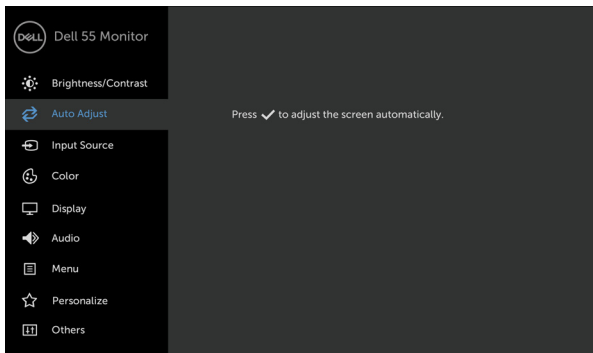 DELL Dell 55 Monitor
Brightness/Contrast
Auto Adjust
Press ✓ to adjust the screen automatically.
Input Source
Color
Display
Audio
Menu
Personalize
Others